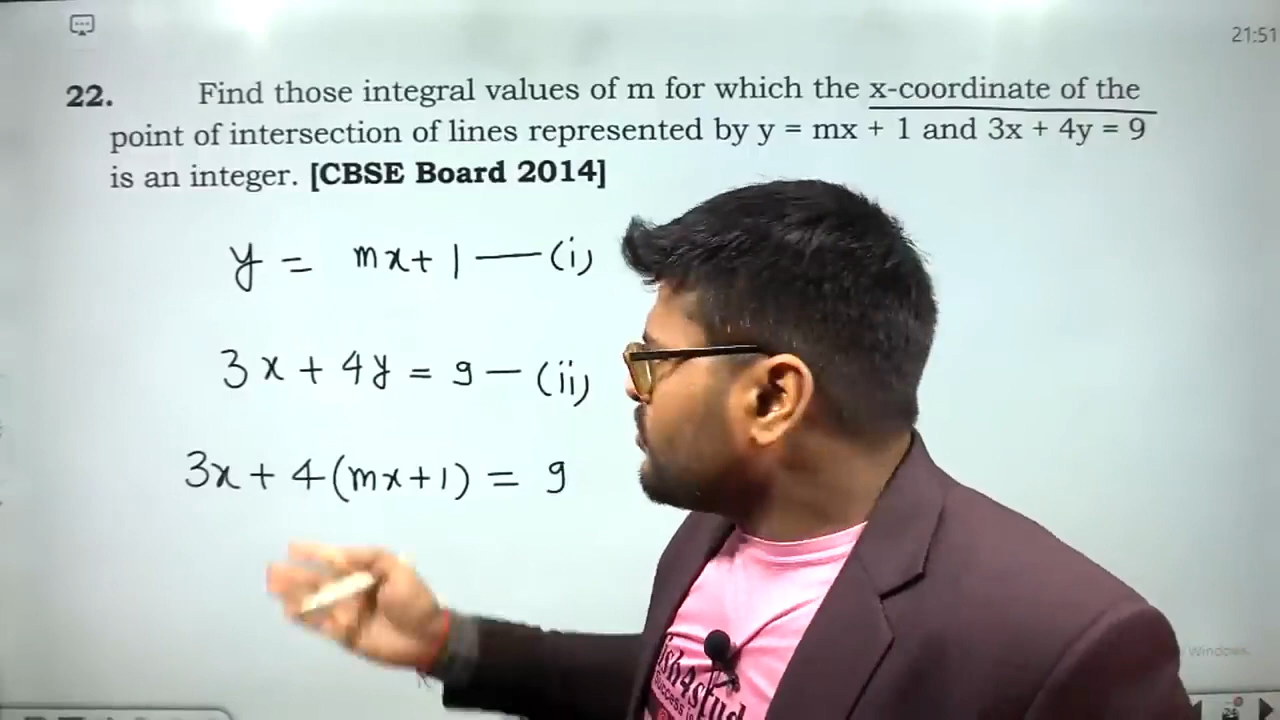 21:51
22. Find those integral values of m for which the x-coordinate of the
point of intersection of lines represented by y = mx + 1 and 3x + 4y = 9
is an integer. [CBSE Board 2014]
y = mx+1 — (i)
3x + 4y = 9 — (ii)
3x + 4(mx+1) = 9
Windows.